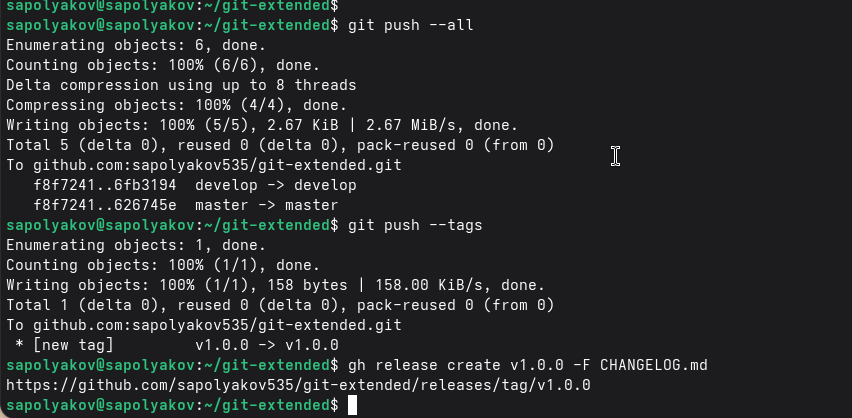 sapolyakov@sapolyakov:~/git-extended$
sapolyakov@sapolyakov:~/git-extended$ git push --all
Enumerating objects: 6, done.
Counting objects: 100% (6/6), done.
Delta compression using up to 8 threads
Compressing objects: 100% (4/4), done.
Writing objects: 100% (5/5), 2.67 KiB | 2.67 MiB/s, done.
Total 5 (delta 0), reused 0 (delta 0), pack-reused 0 (from 0)
To github.com:sapolyakov535/git-extended.git
   f8f7241..6fb3194  develop -> develop
   f8f7241..626745e  master -> master
sapolyakov@sapolyakov:~/git-extended$ git push --tags
Enumerating objects: 1, done.
Counting objects: 100% (1/1), done.
Writing objects: 100% (1/1), 158 bytes | 158.00 KiB/s, done.
Total 1 (delta 0), reused 0 (delta 0), pack-reused 0 (from 0)
To github.com:sapolyakov535/git-extended.git
 * [new tag]         v1.0.0 -> v1.0.0
sapolyakov@sapolyakov:~/git-extended$ gh release create v1.0.0 -F CHANGELOG.md
https://github.com/sapolyakov535/git-extended/releases/tag/v1.0.0
sapolyakov@sapolyakov:~/git-extended$